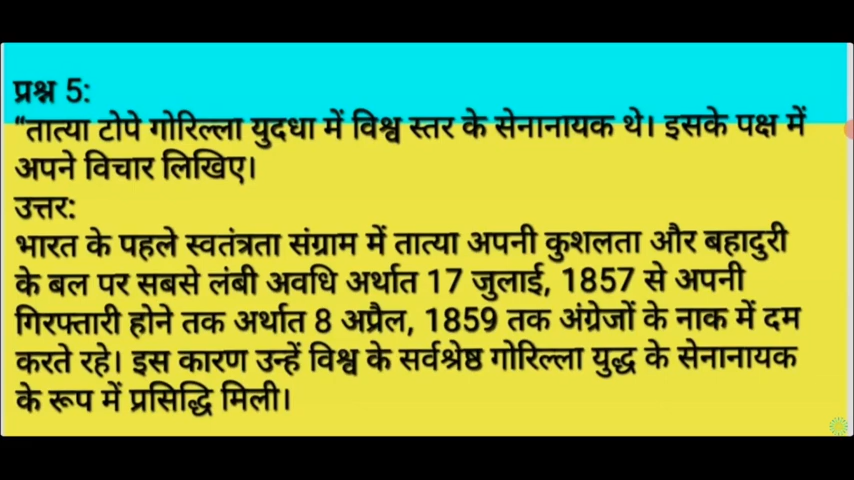 प्रश्न 5:
“तात्या टोपे गोरिल्ला युदधा में विश्व स्तर के सेनानायक थे। इसके पक्ष में
अपने विचार लिखिए।
उत्तर:
भारत के पहले स्वतंत्रता संग्राम में तात्या अपनी कुशलता और बहादुरी
के बल पर सबसे लंबी अवधि अर्थात 17 जुलाई, 1857 से अपनी
गिरफ्तारी होने तक अर्थात 8 अप्रैल, 1859 तक अंग्रेजों के नाक में दम
करते रहे। इस कारण उन्हें विश्व के सर्वश्रेष्ठ गोरिल्ला युद्ध के सेनानायक
के रूप में प्रसिद्धि मिली।